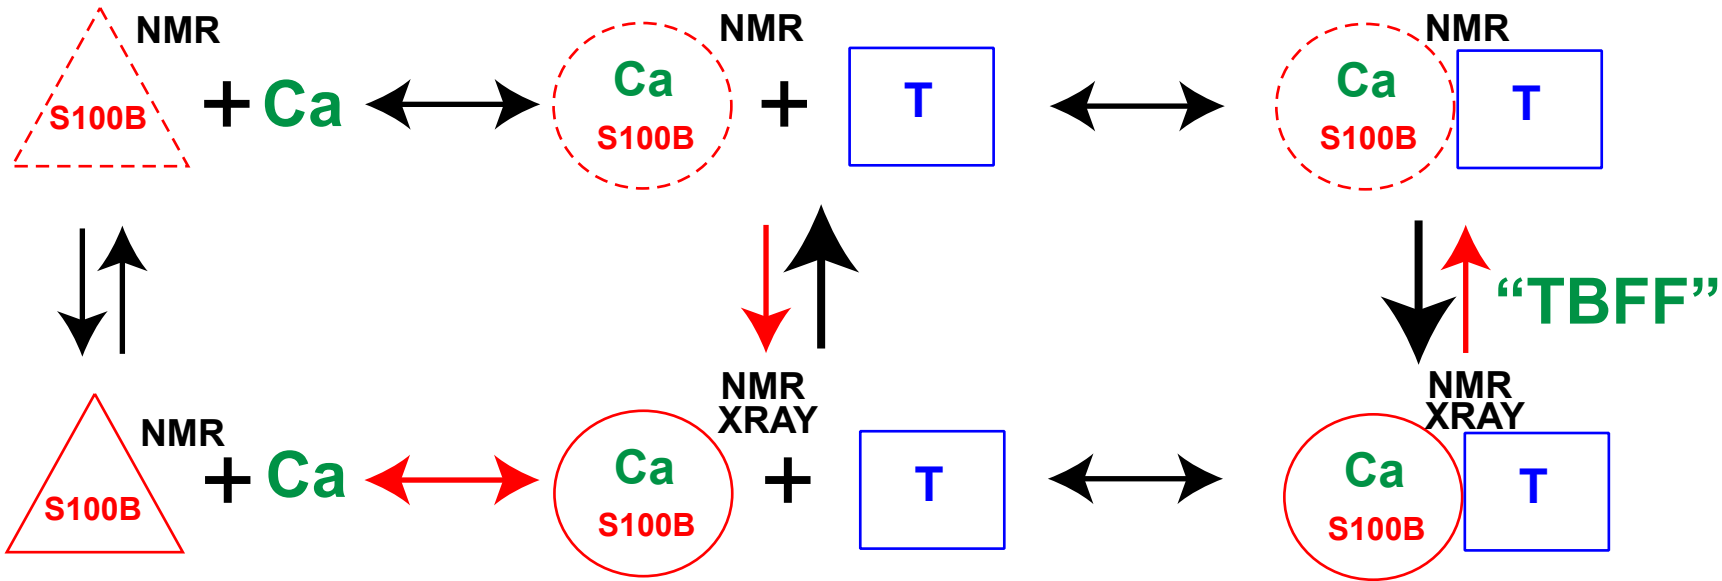 NMR
S100B
+ Ca
NMR
Ca
S100B
+
T
NMR
Ca
S100B
T
“TBFF”
NMR
S100B
+ Ca
NMR
XRAY
Ca
S100B
+
T
NMR
XRAY
Ca
S100B
T